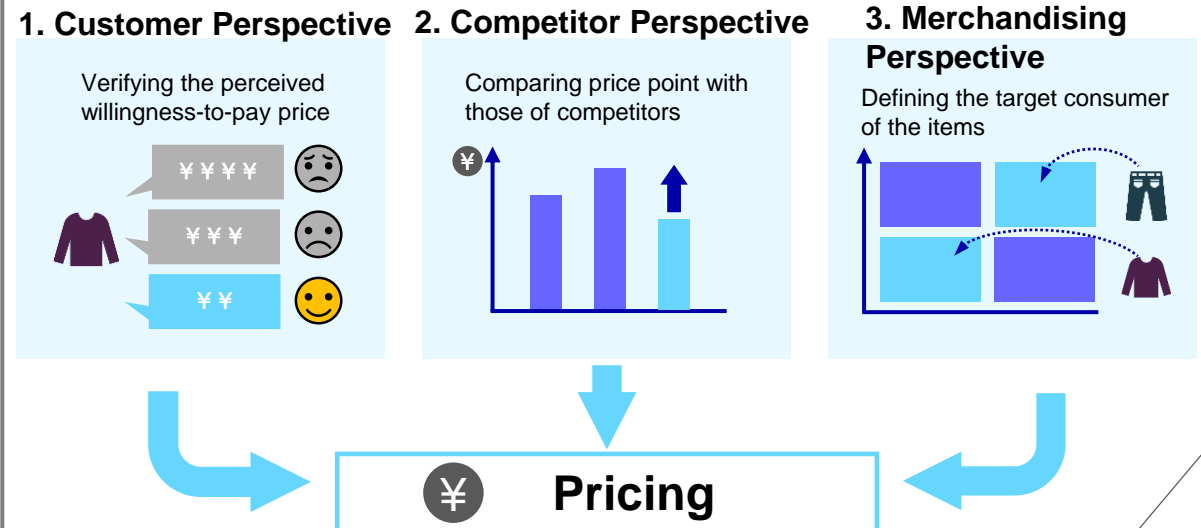 1. Customer Perspective
Verifying the perceived
willingness-to-pay price
¥ ¥ ¥ ¥
¥ ¥ ¥
¥ ¥
2. Competitor Perspective
Comparing price point with
those of competitors
¥
3. Merchandising
Perspective
Defining the target consumer
of the items
¥ Pricing